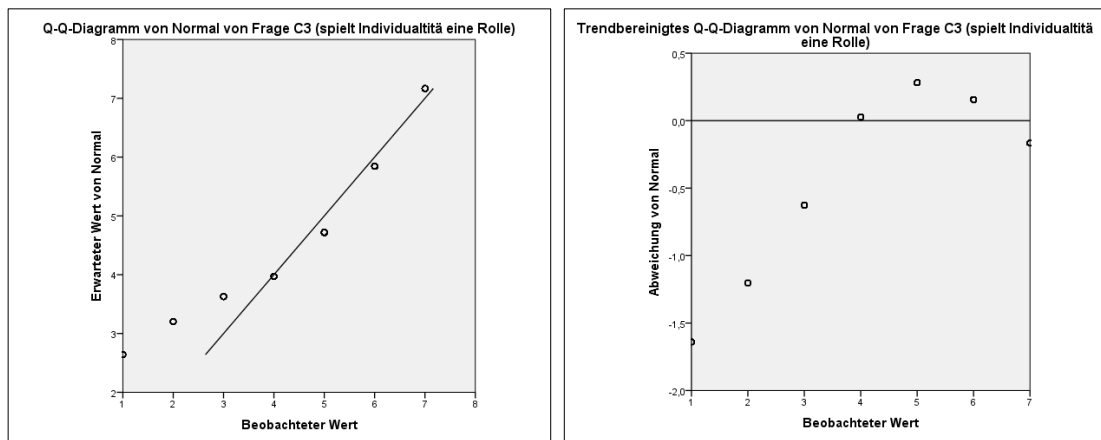 Q-Q-Diagramm von Normal von Frage C3 (spielt Individualtitä eine Rolle)
8
7
6
5
4
3
2
Erwarteter Wert von Normal
1 2 3 4 5 6 7 8
Beobachteter Wert
Trendbereinigtes Q-Q-Diagramm von Normal von Frage C3 (spielt Individualtitä
eine Rolle)
0,5
0,0
-0,5
-1,0
-1,5
-2,0
Abweichung von Normal
1 2 3 4 5 6 7
Beobachteter Wert